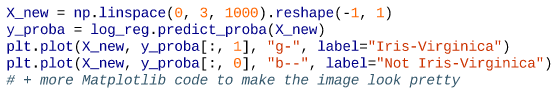 X_new = np.linspace(0, 3, 1000).reshape(-1, 1)
y_proba = log_reg.predict_proba(X_new)
plt.plot(X_new, y_proba[:, 1], "g-", label="Iris-Virginica")
plt.plot(X_new, y_proba[:, 0], "b--", label="Not Iris-Virginica")
# + more Matplotlib code to make the image look pretty